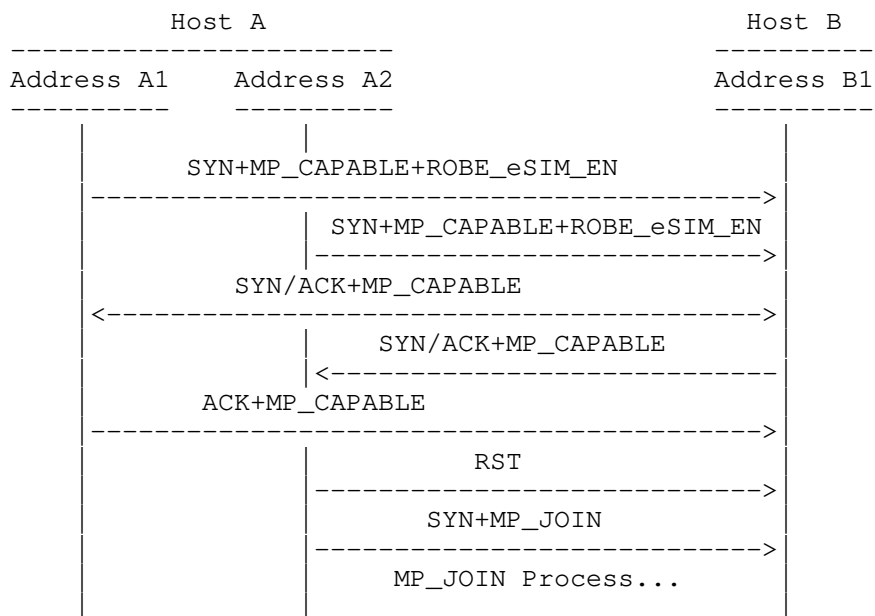 Host A Host B
Address A1 Address A2 Address B1
SYN+MP_CAPABLE+ROBE_eSIM_EN
SYN+MP_CAPABLE+ROBE_eSIM_EN
SYN/ACK+MP_CAPABLE
SYN/ACK+MP_CAPABLE
ACK+MP_CAPABLE
RST
SYN+MP_JOIN
MP_JOIN Process...